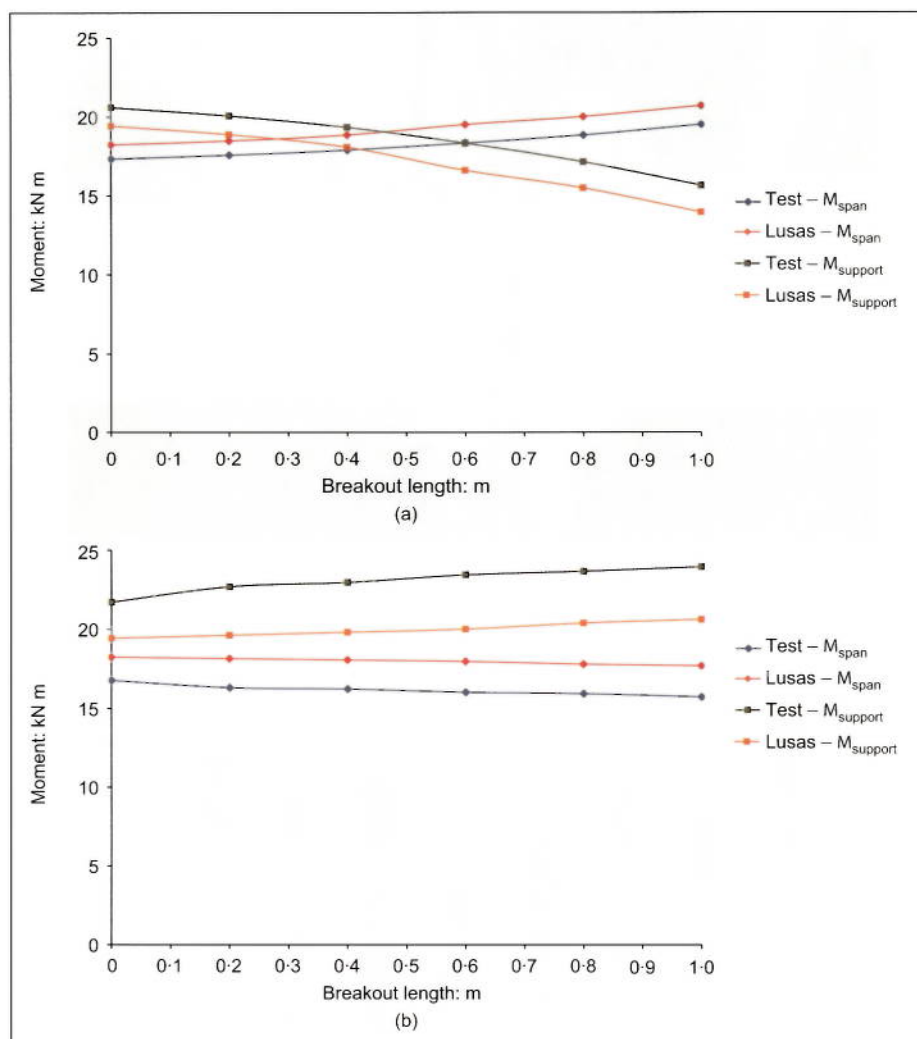 25
20
15
10
5
0
Moment: kN m
0 0·1 0·2 0·3 0·4 0·5 0·6 0·7 0·8 0·9 1·0
Breakout length: m
(a)
Test – Mspan
Lusas – Mspan
Test – Msupport
Lusas – Msupport
25
20
15
10
5
0
Moment: kN m
0 0·1 0·2 0·3 0·4 0·5 0·6 0·7 0·8 0·9 1·0
Breakout length: m
(b)
Test – Mspan
Lusas – Mspan
Test – Msupport
Lusas – Msupport